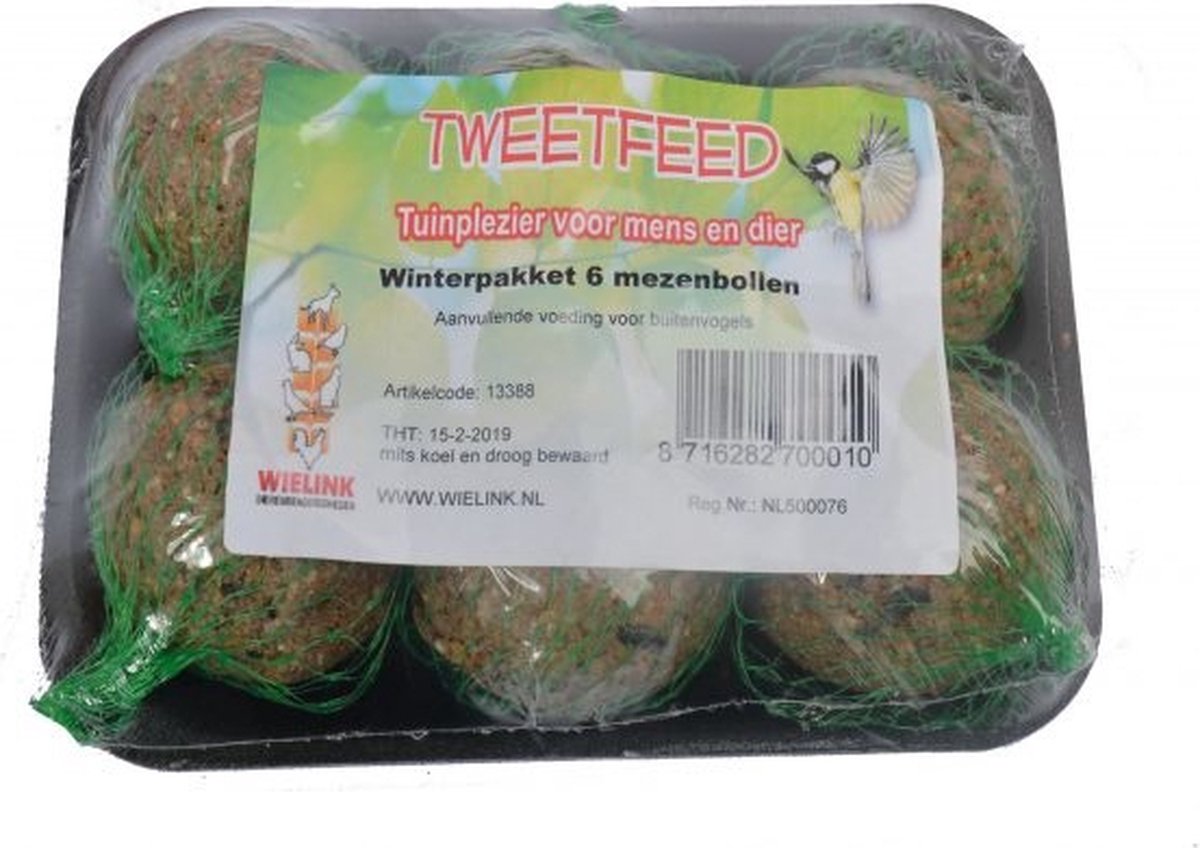 TWEETFEED
Tuinplezier voor mens en dier
Winterpakket 6 mezenbollen
Aanvullende voeding voor buitenvogels
Artikelcode: 13388
THT: 15-2-2019
mits koel en droog bewaard
8 716282 700010
WIELINK
WWW.WIELINK.NL
Reg.Nr.: NL500076